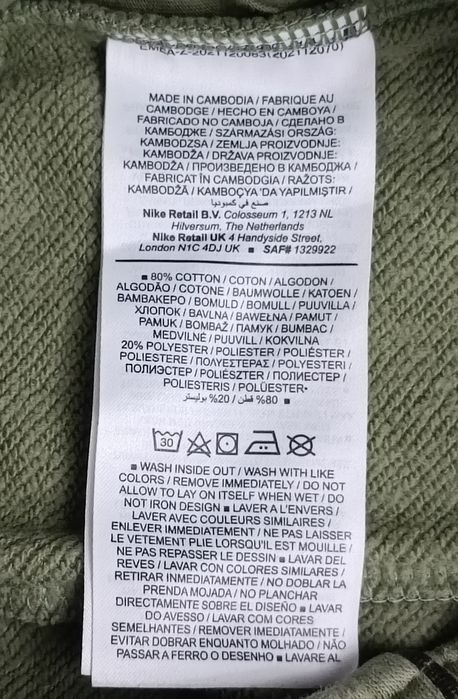 EMEA-Z-2021120083(202112070)
MADE IN CAMBODIA / FABRIQUE AU
CAMBODGE / HECHO EN CAMBOYA /
FABRICADO NO CAMBOJA / СДЕЛАНО В
КАМБОДЖЕ / SZÁRMAZÁSI ORSZÁG:
KAMBODZSA / ZEMLJA PROIZVODNJE:
KAMBODŽA / DRŽAVA PROIZVODNJE:
KAMBODŽA / ПРОИЗВЕДЕНО В КАМБОДЖА /
FABRICAT ÎN CAMBODGIA / RAŽOTS:
KAMBODŽĀ / KAMBOÇYA 'DA YAPILMIŞTIR /
صنع في كمبوديا
Nike Retail B.V. Colosseum 1, 1213 NL
Hilversum, The Netherlands
Nike Retail UK 4 Handyside Street,
London N1C 4DJ UK ■ SAF# 1329922
■ 80% COTTON / COTON / ALGODON /
ALGODÃO / COTONE / BAUMWOLLE / KATOEN /
ΒΑΜΒΑΚΕΡΟ / BOMULD / BOMULL / PUUVILLA /
ХЛОПОК / BAVLNA / BAWEŁNA / PAMUT /
PAMUK / BOMBAŽ / ПАМУК / BUMBAC /
MEDVILNĖ / PUUVILL / KOKVILNA
20% POLYESTER / POLIESTER / POLIÉSTER /
POLIESTERE / ΠΟΛΥΕΣΤΕΡΑΣ / POLYESTERI /
ПОЛИЭСТЕР / POLIÉSZTER / ПОЛИЕСТЕР /
POLIESTERIS / POLÜESTER•
80% قطن / 20% بوليستر ■
30
■ WASH INSIDE OUT / WASH WITH LIKE
COLORS / REMOVE IMMEDIATELY / DO NOT
ALLOW TO LAY ON ITSELF WHEN WET / DO
NOT IRON DESIGN ■ LAVER A L'ENVERS /
LAVER AVEC COULEURS SIMILAIRES /
ENLEVER IMMEDIATEMENT / NE PAS LAISSER
LE VETEMENT PLIE LORSQU'IL EST MOUILLE /
NE PAS REPASSER LE DESSIN ■ LAVAR DEL
REVES / LAVAR CON COLORES SIMILARES /
RETIRAR INMEDIATAMENTE / NO DOBLAR LA
PRENDA MOJADA / NO PLANCHAR
DIRECTAMENTE SOBRE EL DISEÑO ■ LAVAR
DO AVESSO / LAVAR COM CORES
SEMELHANTES / REMOVER IMEDIATAMENTE /
EVITAR DOBRAR ENQUANTO MOLHADO / NÃO
PASSAR A FERRO O DESENHO ■ LAVARE AL